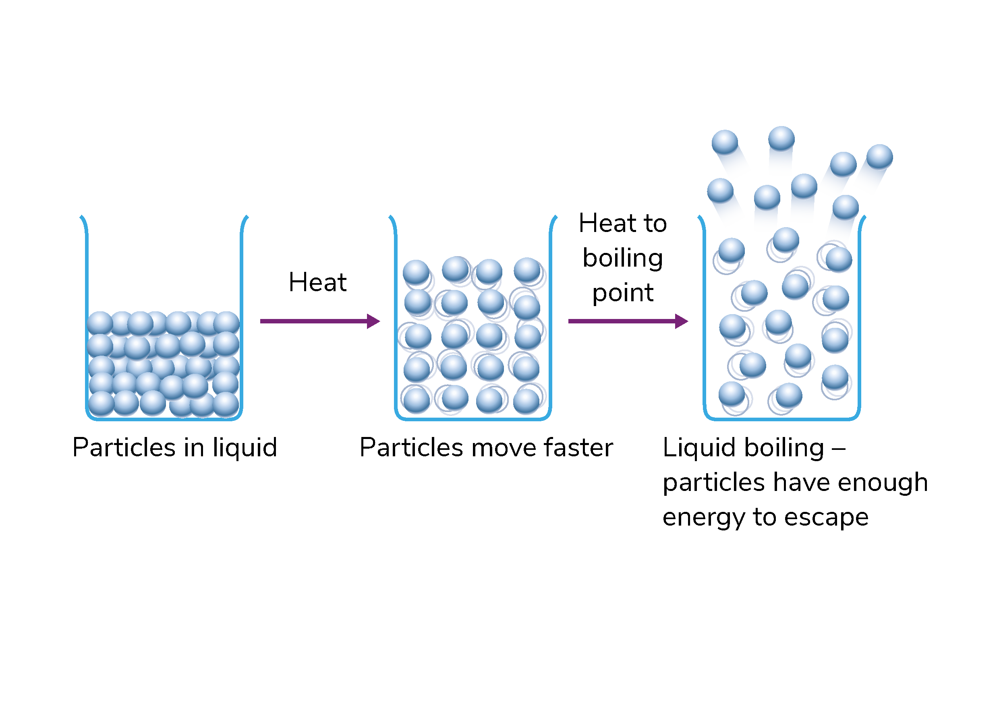 Heat
Heat to
boiling
point
Particles in liquid
Particles move faster
Liquid boiling –
particles have enough
energy to escape